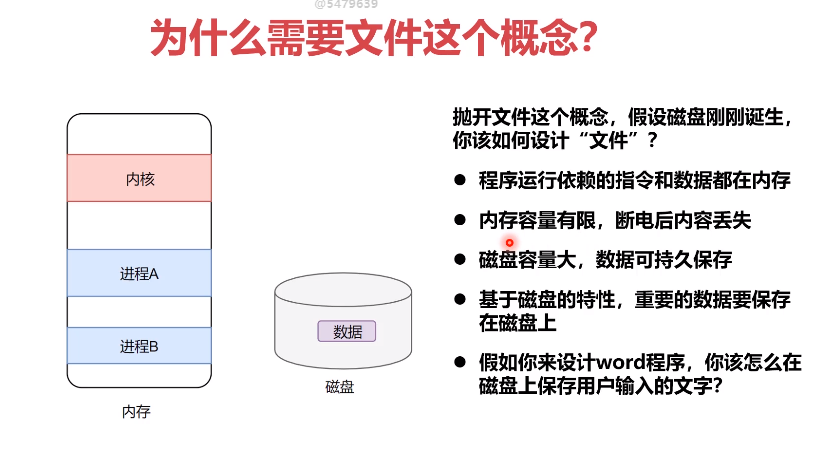 @5479639
为什么需要文件这个概念？
抛开文件这个概念，假设磁盘刚刚诞生，
你该如何设计“文件”？
● 程序运行依赖的指令和数据都在内存
● 内存容量有限，断电后内容丢失
● 磁盘容量大，数据可持久保存
● 基于磁盘的特性，重要的数据要保存
在磁盘上
● 假如你来设计word程序，你该怎么在
磁盘上保存用户输入的文字？
内核
进程A
进程B
内存
数据
磁盘